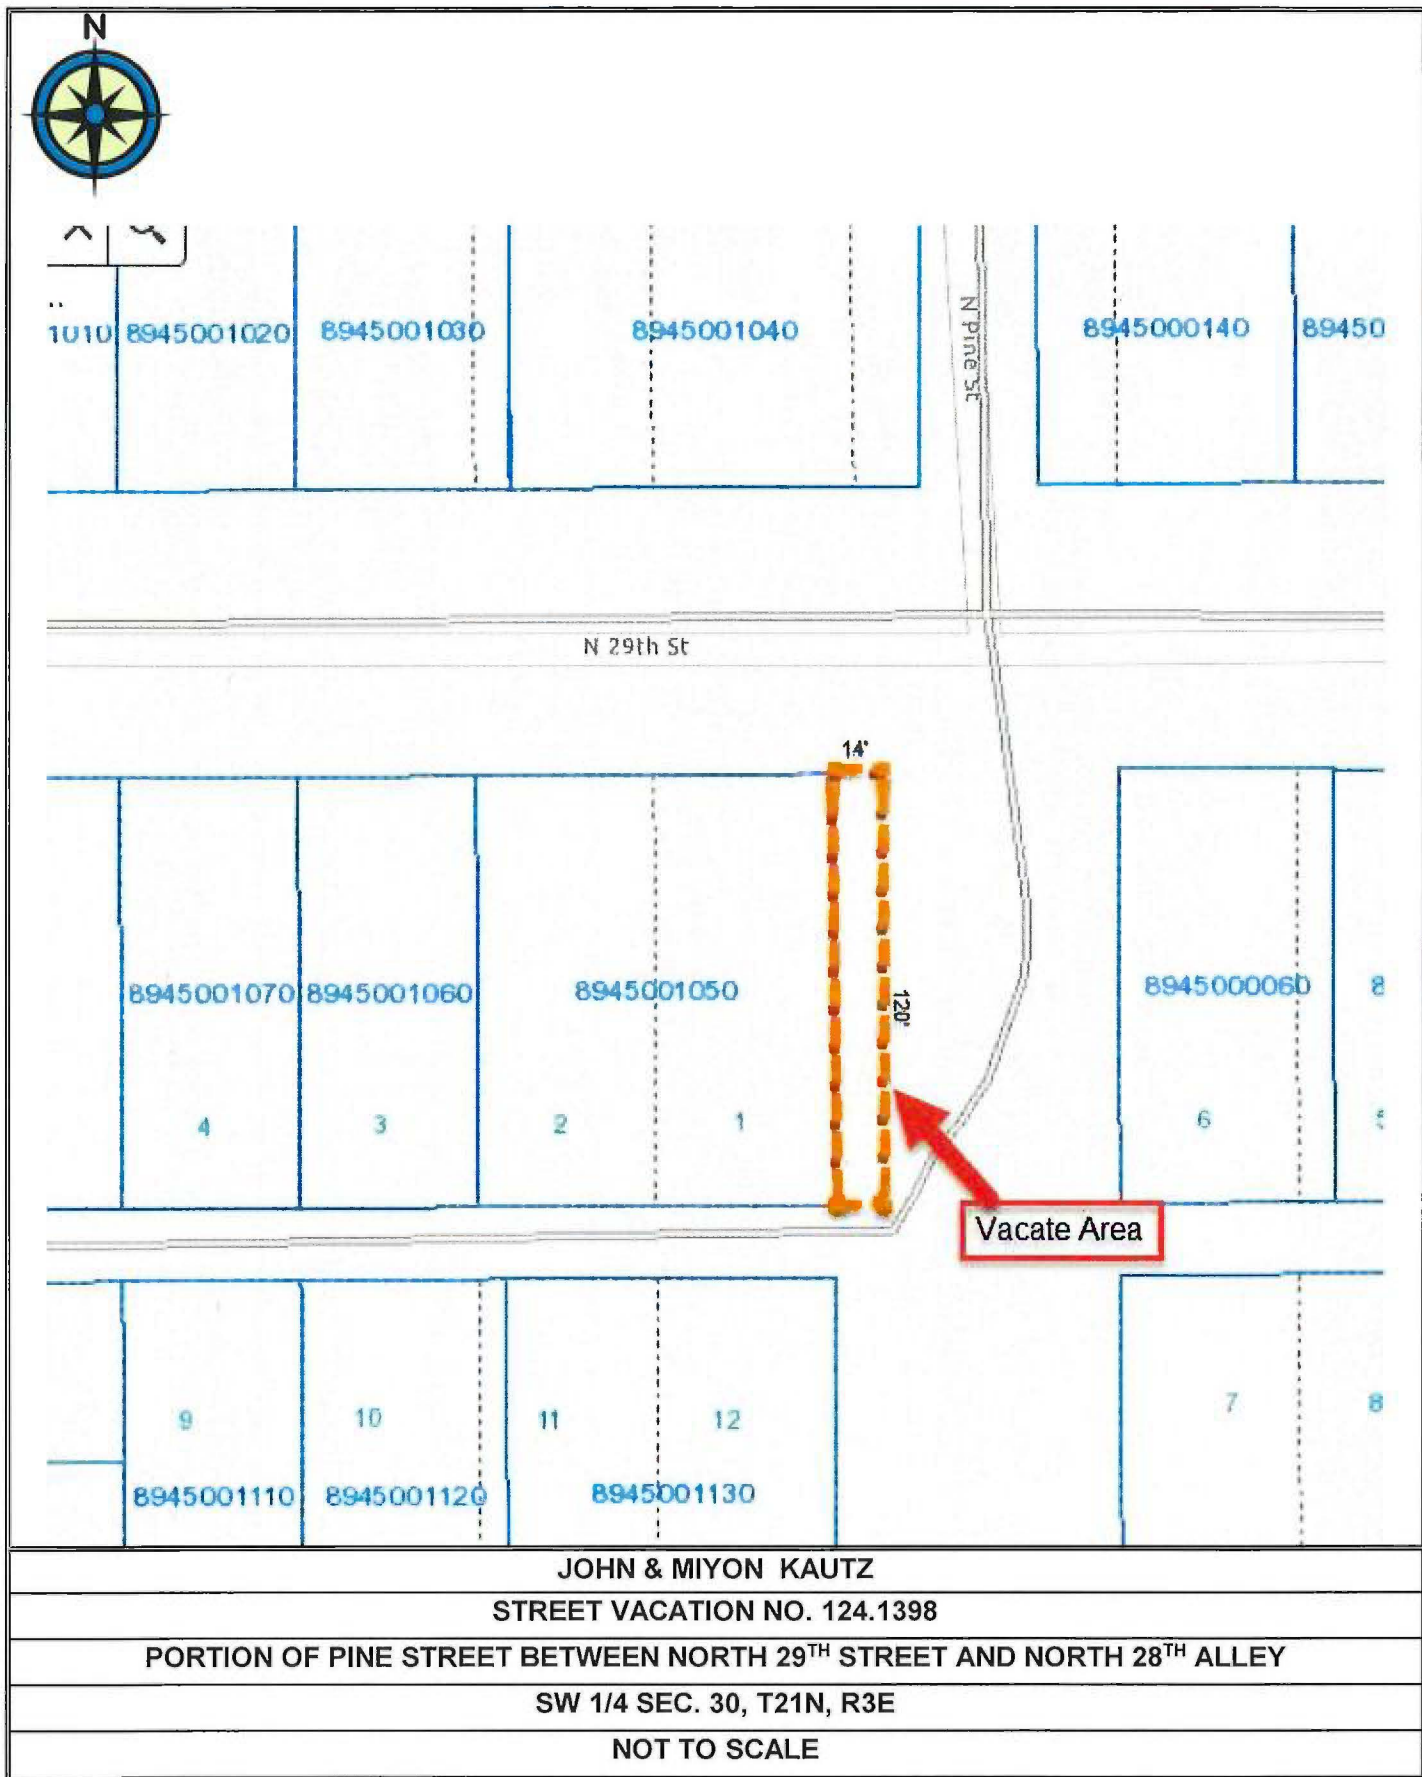 N
1010 8945001020 8945001030 8945001040 8945000140 89450
N Pine St
N 29th St
14'
8945001070 8945001060 8945001050 8945000060 8
120'
4 3 2 1 6
Vacate Area
9 10 11 12 7 8
8945001110 8945001120 8945001130
JOHN & MIYON KAUTZ
STREET VACATION NO. 124.1398
PORTION OF PINE STREET BETWEEN NORTH 29TH STREET AND NORTH 28TH ALLEY
SW 1/4 SEC. 30, T21N, R3E
NOT TO SCALE